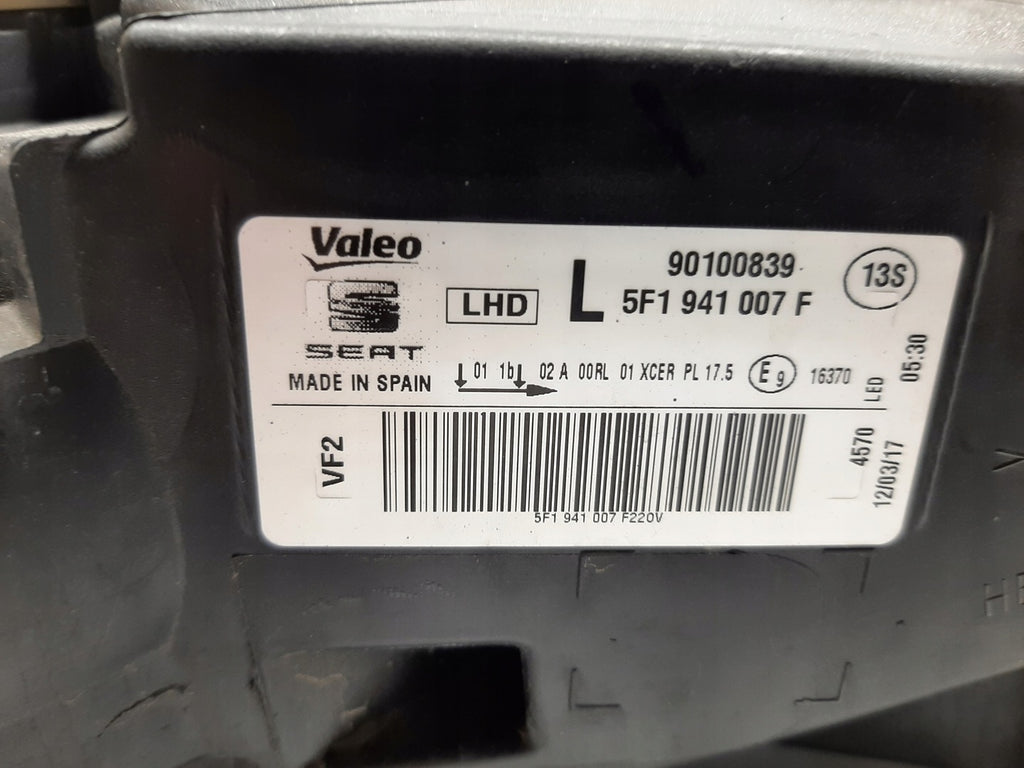 Valeo
SEAT
MADE IN SPAIN
LHD
L
90100839
5F1 941 007 F
13S
01 1b 02 A 00RL 01 XCER PL 17.5 E9 16370
LED
05:30
VF2
5F1 941 007 F220V
4570
12/03/17